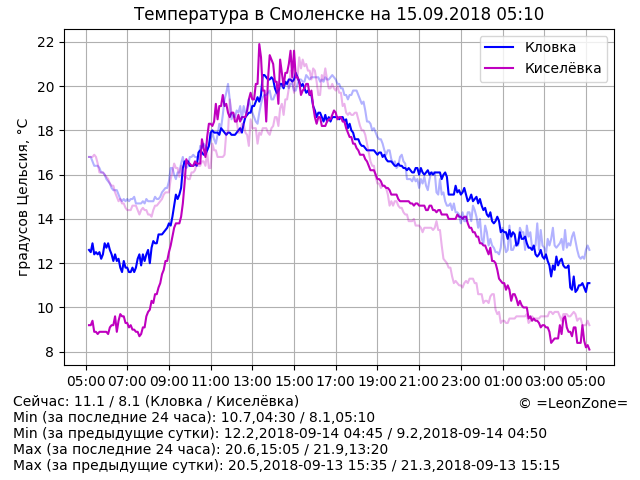 Температура в Смоленске на 15.09.2018 05:10
Кловка
Киселёвка
градусов Цельсия, °C
22
20
18
16
14
12
10
8
05:00 07:00 09:00 11:00 13:00 15:00 17:00 19:00 21:00 23:00 01:00 03:00 05:00
Сейчас: 11.1 / 8.1 (Кловка / Киселёвка)
© =LeonZone=
Min (за последние 24 часа): 10.7,04:30 / 8.1,05:10
Min (за предыдущие сутки): 12.2,2018-09-14 04:45 / 9.2,2018-09-14 04:50
Max (за последние 24 часа): 20.6,15:05 / 21.9,13:20
Max (за предыдущие сутки): 20.5,2018-09-13 15:35 / 21.3,2018-09-13 15:15